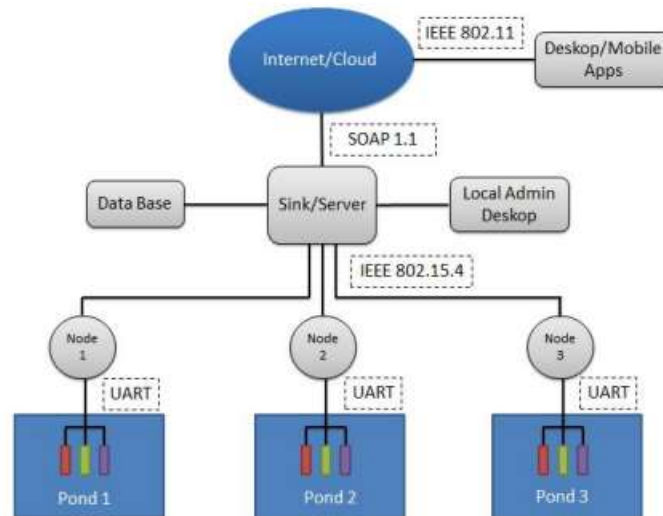 IEEE 802.11
Internet/Cloud
Deskop/Mobile
Apps
SOAP 1.1
Data Base
Sink/Server
Local Admin
Deskop
IEEE 802.15.4
Node
1
Node
2
Node
3
UART
UART
UART
Pond 1
Pond 2
Pond 3